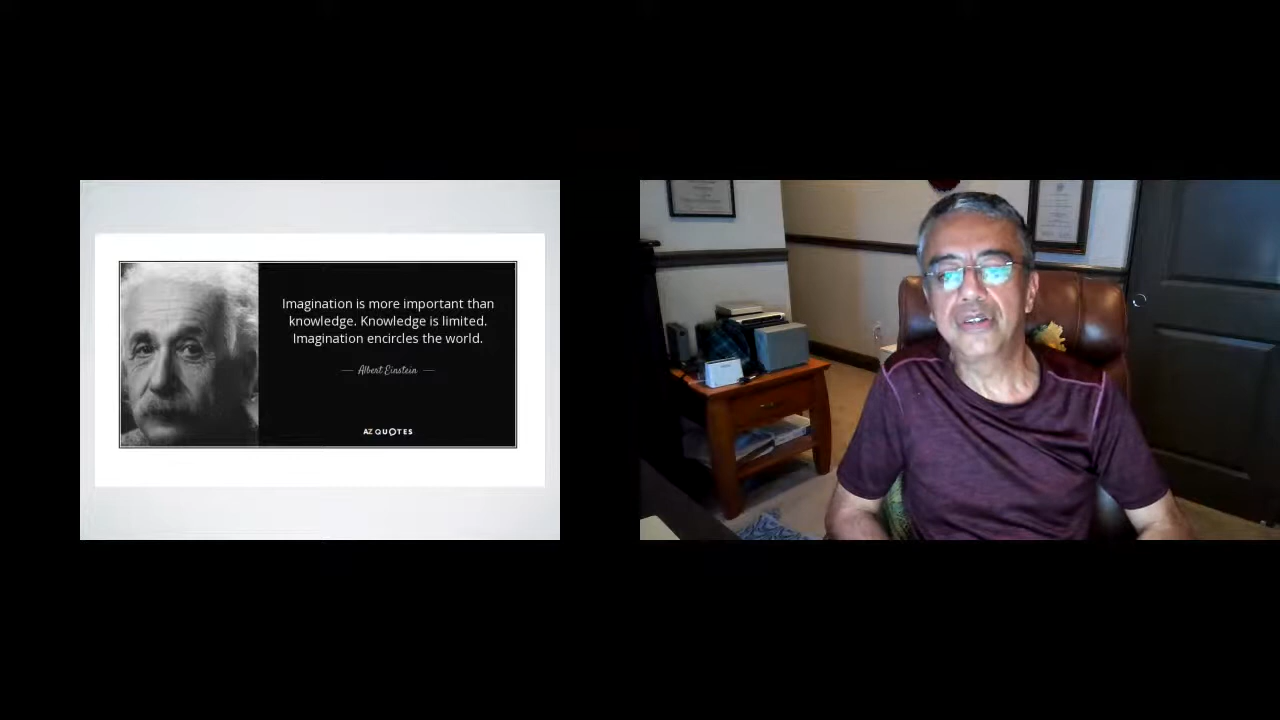 Imagination is more important than
knowledge. Knowledge is limited.
Imagination encircles the world.
Albert Einstein
AZ QUOTES